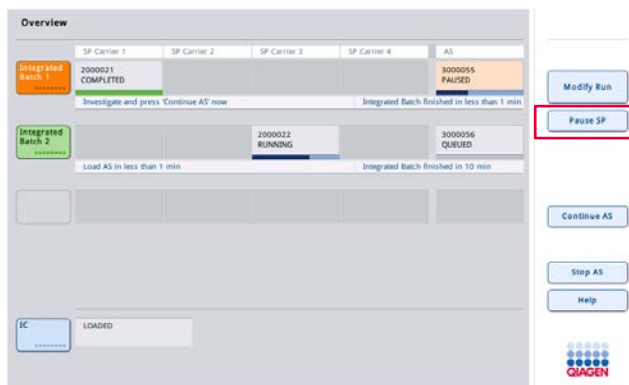 Overview
SP Carrier 1 SP Carrier 2 SP Carrier 3 SP Carrier 4 AS
Integrated
Batch 1
2000021
COMPLETED
3000055
PAUSED
Investigate and press 'Continue AS' now Integrated Batch finished in less than 1 min
Integrated
Batch 2
2000022
RUNNING
3000056
QUEUED
Load AS in less than 1 min Integrated Batch finished in 10 min
IC
LOADED
Modify Run
Pause SP
Continue AS
Stop AS
Help
QIAGEN